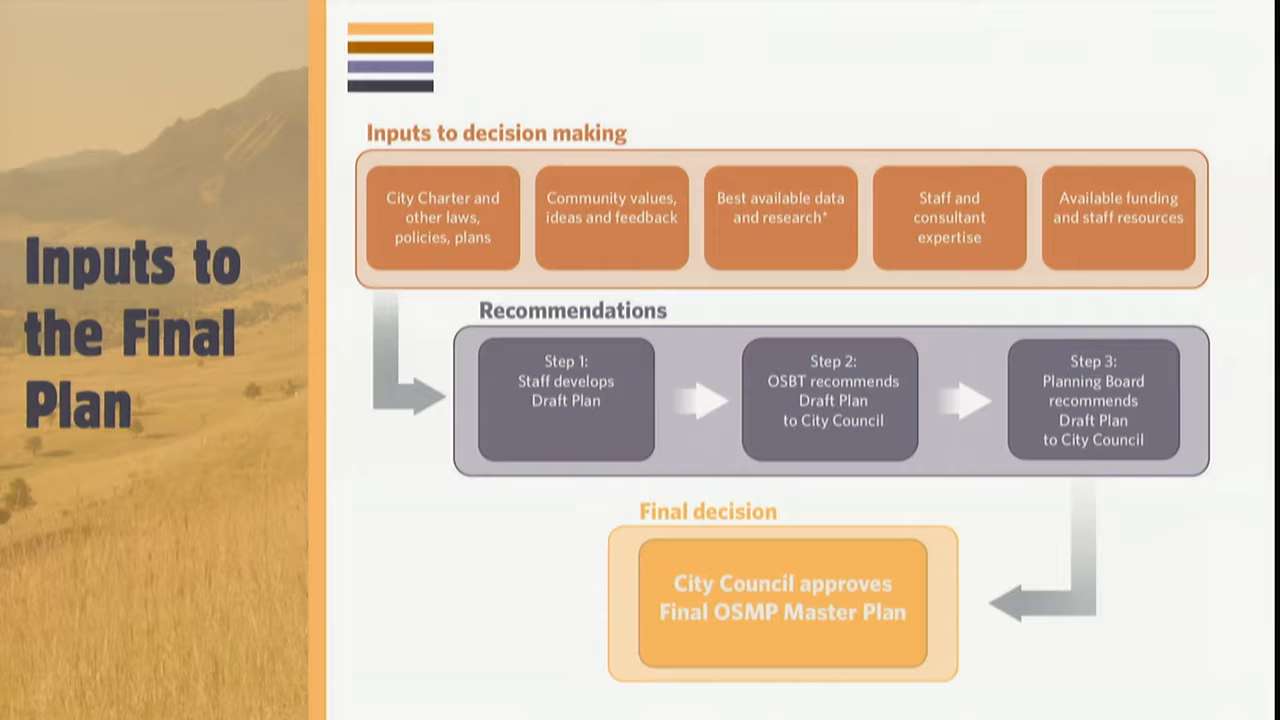 Inputs to
the Final
Plan
Inputs to decision making
City Charter and
other laws,
policies, plans
Community values,
ideas and feedback
Best available data
and research*
Staff and
consultant
expertise
Available funding
and staff resources
Recommendations
Step 1:
Staff develops
Draft Plan
Step 2:
OSBT recommends
Draft Plan
to City Council
Step 3:
Planning Board
recommends
Draft Plan
to City Council
Final decision
City Council approves
Final OSMP Master Plan